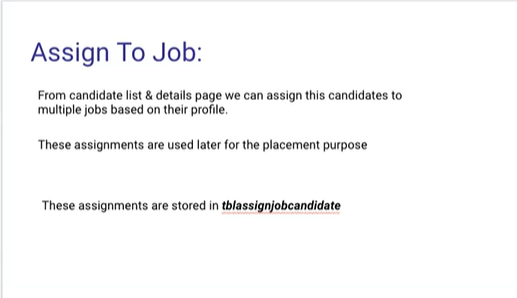 Assign To Job:
From candidate list & details page we can assign this candidates to
multiple jobs based on their profile.
These assignments are used later for the placement purpose
These assignments are stored in tblassignjobcandidate